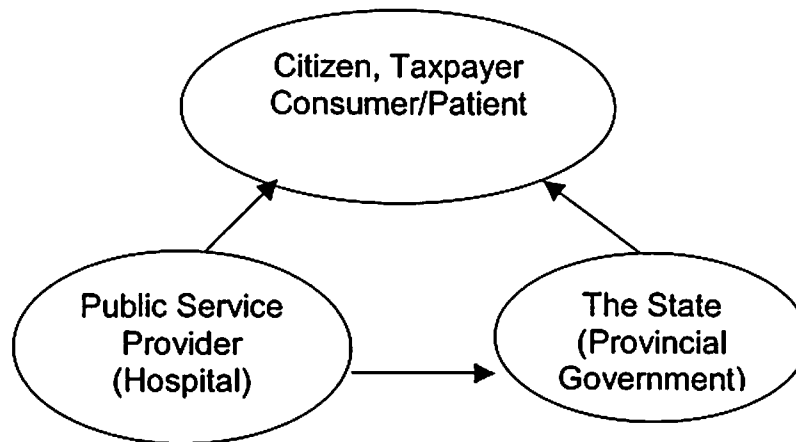 Citizen, Taxpayer
Consumer/Patient
Public Service
Provider
(Hospital)
The State
(Provincial
Government)